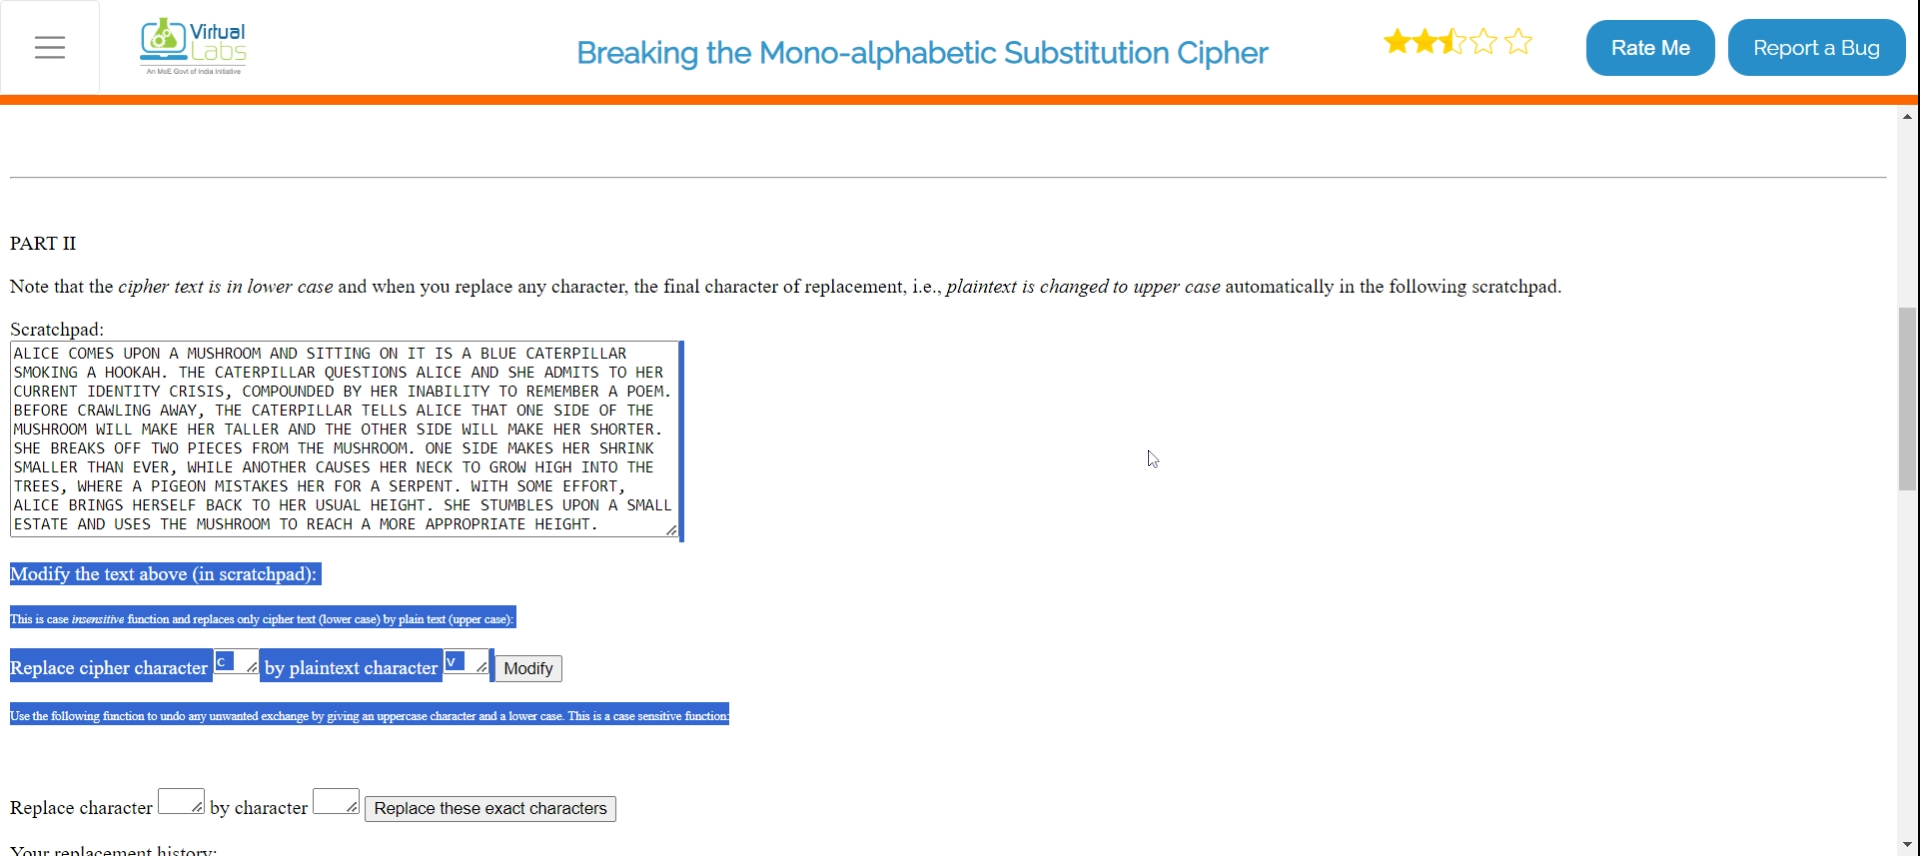 Virtual
Labs
An MoE Govt of India Initiative
Breaking the Mono-alphabetic Substitution Cipher
Rate Me
Report a Bug
PART II
Note that the cipher text is in lower case and when you replace any character, the final character of replacement, i.e., plaintext is changed to upper case automatically in the following scratchpad.
Scratchpad:
ALICE COMES UPON A MUSHROOM AND SITTING ON IT IS A BLUE CATERPILLAR
SMOKING A HOOKAH. THE CATERPILLAR QUESTIONS ALICE AND SHE ADMITS TO HER
CURRENT IDENTITY CRISIS, COMPOUNDED BY HER INABILITY TO REMEMBER A POEM.
BEFORE CRAWLING AWAY, THE CATERPILLAR TELLS ALICE THAT ONE SIDE OF THE
MUSHROOM WILL MAKE HER TALLER AND THE OTHER SIDE WILL MAKE HER SHORTER.
SHE BREAKS OFF TWO PIECES FROM THE MUSHROOM. ONE SIDE MAKES HER SHRINK
SMALLER THAN EVER, WHILE ANOTHER CAUSES HER NECK TO GROW HIGH INTO THE
TREES, WHERE A PIGEON MISTAKES HER FOR A SERPENT. WITH SOME EFFORT,
ALICE BRINGS HERSELF BACK TO HER USUAL HEIGHT. SHE STUMBLES UPON A SMALL
ESTATE AND USES THE MUSHROOM TO REACH A MORE APPROPRIATE HEIGHT.
Modify the text above (in scratchpad):
This is case insensitive function and replaces only cipher text (lower case) by plain text (upper case):
Replace cipher character c by plaintext character v Modify
Use the following function to undo any unwanted exchange by giving an uppercase character and a lower case. This is a case sensitive function:
Replace character by character Replace these exact characters
Your replacement history: